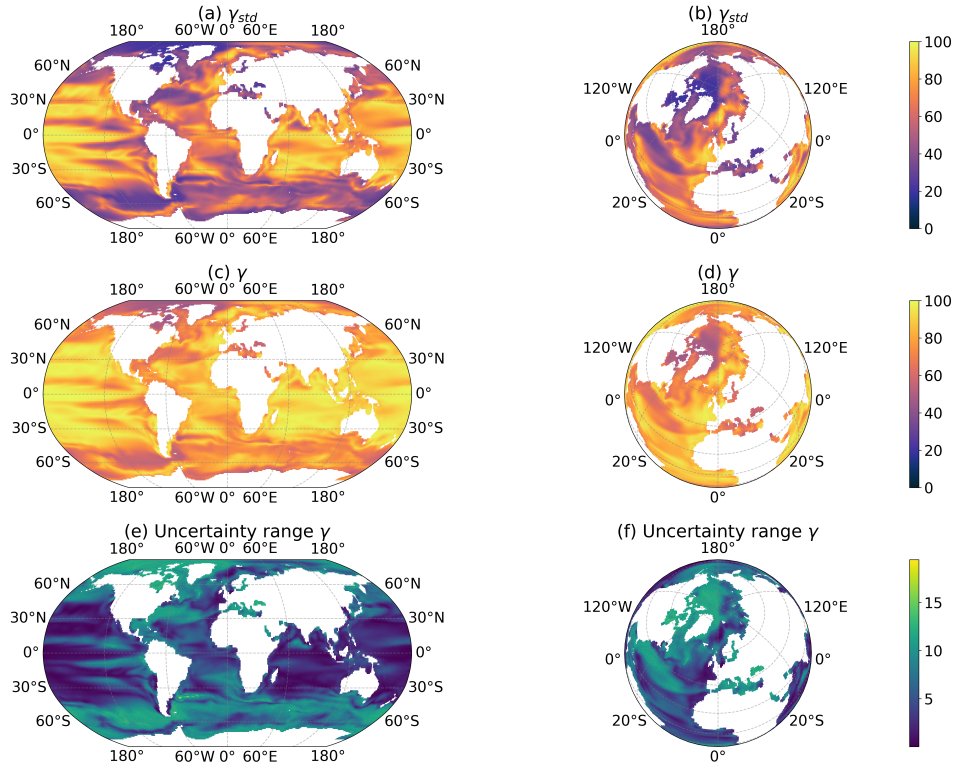 (a) γstd
(b) γstd
180° 60°W 0° 60°E 180°
180°
60°N 60°N
30°N 30°N
0° 0°
30°S 30°S
60°S 60°S
180° 60°W 0° 60°E 180°
120°W 120°E
0° 0°
20°S 20°S
0°
100
80
60
40
20
0
(c) γ
(d) γ
180° 60°W 0° 60°E 180°
180°
60°N 60°N
30°N 30°N
0° 0°
30°S 30°S
60°S 60°S
180° 60°W 0° 60°E 180°
120°W 120°E
0° 0°
20°S 20°S
0°
100
80
60
40
20
0
(e) Uncertainty range γ
(f) Uncertainty range γ
180° 60°W 0° 60°E 180°
180°
60°N 60°N
30°N 30°N
0° 0°
30°S 30°S
60°S 60°S
180° 60°W 0° 60°E 180°
120°W 120°E
0° 0°
20°S 20°S
0°
15
10
5